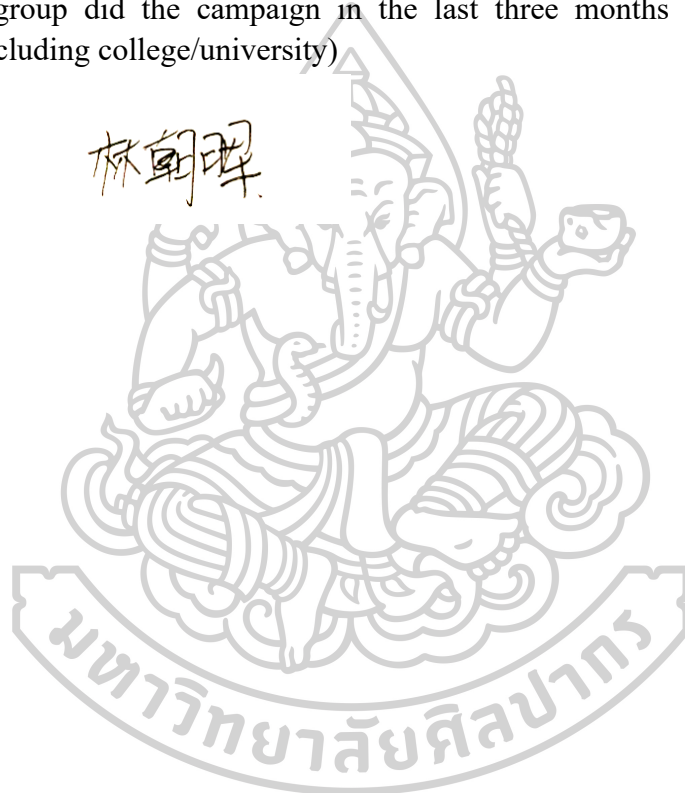 group did the campaign in the last three months
cluding college/university)
林朝晖
มหาวิทยาลัยศิลปากร